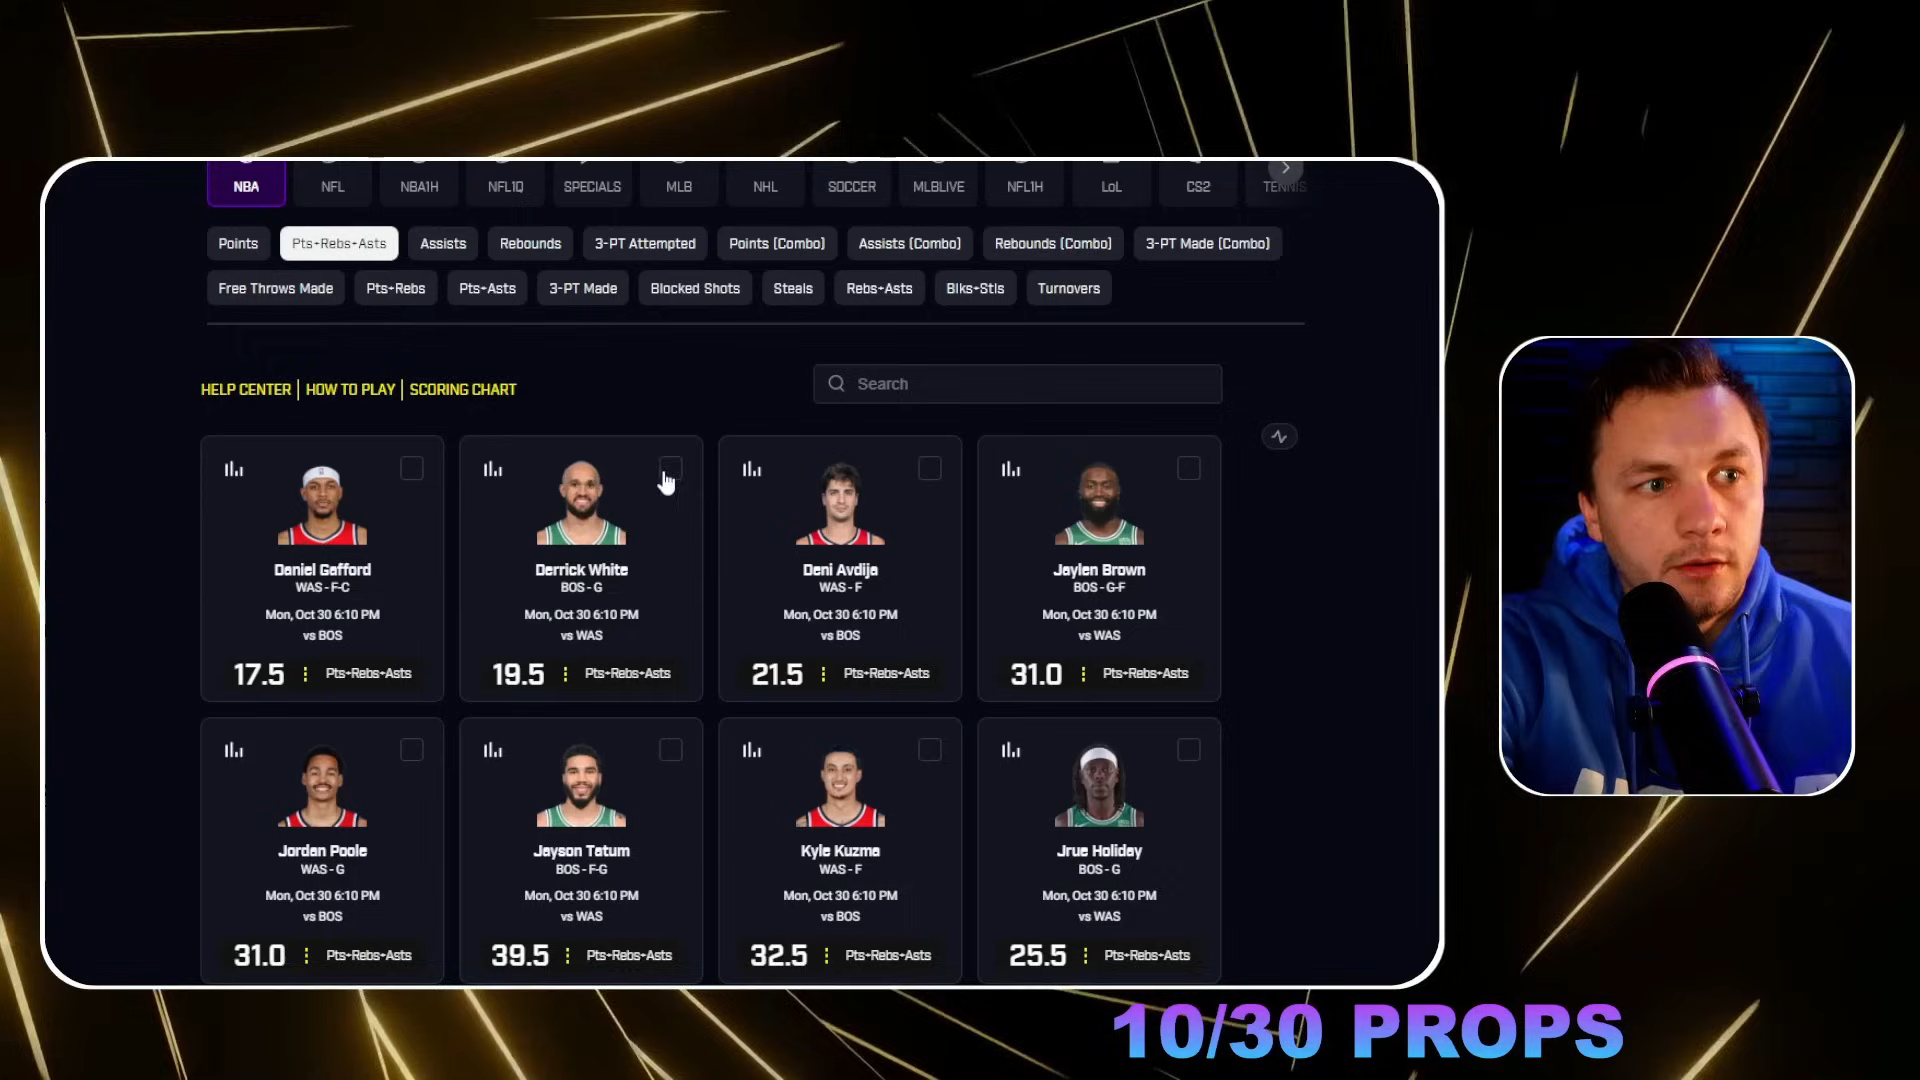 NBA NFL NBA1H NFL1Q SPECIALS MLB NHL SOCCER MLBLIVE NFL1H LoL CS2 TENNIS
Points Pts+Rebs+Asts Assists Rebounds 3-PT Attempted Points (Combo) Assists (Combo) Rebounds (Combo) 3-PT Made (Combo)
Free Throws Made Pts+Rebs Pts+Asts 3-PT Made Blocked Shots Steals Rebs+Asts Blks+Stls Turnovers
HELP CENTER | HOW TO PLAY | SCORING CHART
Search
Daniel Gafford
WAS - F-C
Mon, Oct 30 6:10 PM
vs BOS
17.5 Pts+Rebs+Asts
Derrick White
BOS - G
Mon, Oct 30 6:10 PM
vs WAS
19.5 Pts+Rebs+Asts
Deni Avdija
WAS - F
Mon, Oct 30 6:10 PM
vs BOS
21.5 Pts+Rebs+Asts
Jaylen Brown
BOS - G-F
Mon, Oct 30 6:10 PM
vs WAS
31.0 Pts+Rebs+Asts
Jordan Poole
WAS - G
Mon, Oct 30 6:10 PM
vs BOS
31.0 Pts+Rebs+Asts
Jayson Tatum
BOS - F-G
Mon, Oct 30 6:10 PM
vs WAS
39.5 Pts+Rebs+Asts
Kyle Kuzma
WAS - F
Mon, Oct 30 6:10 PM
vs BOS
32.5 Pts+Rebs+Asts
Jrue Holiday
BOS - G
Mon, Oct 30 6:10 PM
vs WAS
25.5 Pts+Rebs+Asts
10/30 PROPS